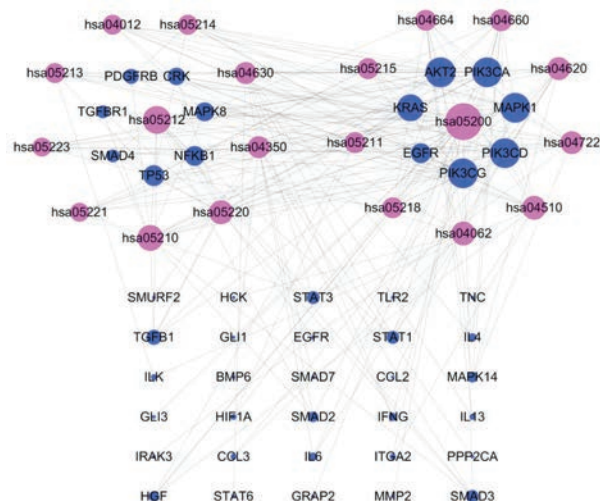 hsa04012
hsa05214
hsa04664
hsa04660
hsa05213
PDGFRB
CRK
hsa04630
hsa05215
AKT2
PIK3CA
hsa04620
TGFBR1
hsa05212
MAPK8
KRAS
hsa05200
MAPK1
hsa05223
SMAD4
NFKB1
hsa04350
hsa05211
EGFR
PIK3CD
hsa04722
TP53
PIK3CG
hsa05221
hsa05220
hsa05218
hsa04510
hsa05210
hsa04062
SMURF2 HCK STAT3 TLR2 TNC
TGFB1 GLI1 EGFR STAT1 IL4
ILK BMP6 SMAD7 CCL2 MAPK14
GLI3 HIF1A SMAD2 IFNG IL13
IRAK3 CCL3 IL6 ITGA2 PPP2CA
HGF STAT6 GRAP2 MMP2 SMAD3